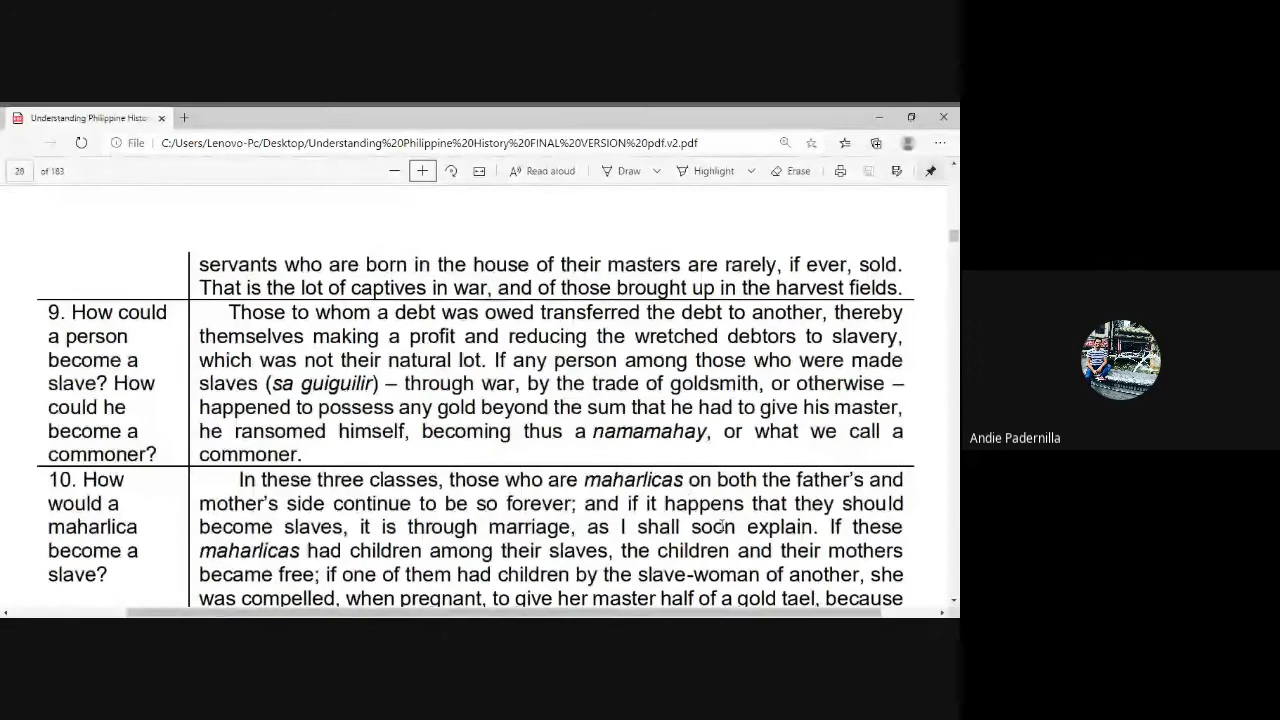 Understanding Philippine Histo
File
C:/Users/Lenovo-Pc/Desktop/Understanding%20Philippine%20History%20FINAL%20VERSION%20pdf.v2.pdf
28 of 183
Read aloud
Draw
Highlight
Erase
servants who are born in the house of their masters are rarely, if ever, sold.
That is the lot of captives in war, and of those brought up in the harvest fields.
9. How could
a person
become a
slave? How
could he
become a
commoner?
Those to whom a debt was owed transferred the debt to another, thereby
themselves making a profit and reducing the wretched debtors to slavery,
which was not their natural lot. If any person among those who were made
slaves (sa guiguilir) – through war, by the trade of goldsmith, or otherwise –
happened to possess any gold beyond the sum that he had to give his master,
he ransomed himself, becoming thus a namamahay, or what we call a
commoner.
10. How
would a
maharlica
become a
slave?
In these three classes, those who are maharlicas on both the father's and
mother's side continue to be so forever; and if it happens that they should
become slaves, it is through marriage, as I shall soon explain. If these
maharlicas had children among their slaves, the children and their mothers
became free; if one of them had children by the slave-woman of another, she
was compelled, when pregnant, to give her master half of a gold tael, because
Andie Padernilla